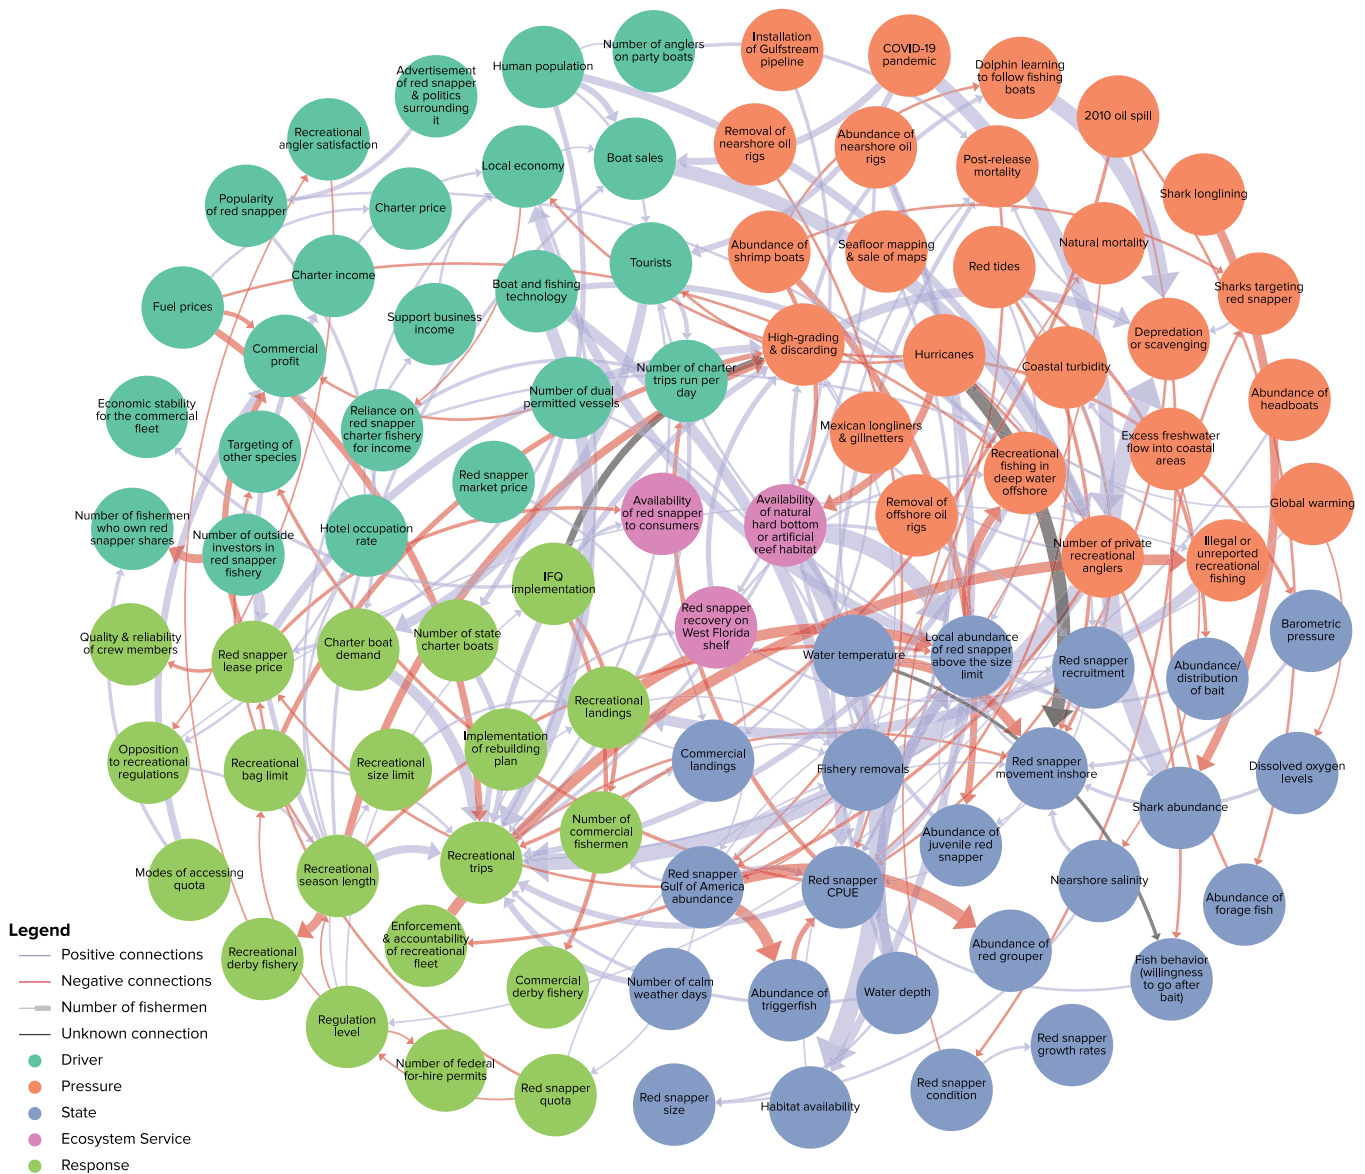 Installation
of Gulfstream
pipeline
COVID-19
pandemic
Number of anglers
on party boats
Human population
Dolphin learning
to follow fishing
boats
Advertisement
of red snapper
& politics
surrounding
it
2010 oil spill
Recreational
angler satisfaction
Removal of
nearshore oil
rigs
Abundance of
nearshore oil
rigs
Local economy
Boat sales
Post-release
mortality
Shark longlining
Popularity
of red snapper
Charter price
Abundance of
shrimp boats
Seafloor mapping
& sale of maps
Natural mortality
Red tides
Tourists
Charter income
Boat and fishing
technology
Sharks targeting
red snapper
Fuel prices
Support business
income
High-grading
& discarding
Hurricanes
Depredation
or scavenging
Commercial
profit
Coastal turbidity
Number of charter
trips run per
day
Number of dual
permitted vessels
Abundance of
headboats
Economic stability
for the commercial
fleet
Reliance on
red snapper
charter fishery
for income
Mexican longliners
& gillnetters
Excess freshwater
flow into coastal
areas
Targeting of
other species
Recreational
fishing in
deep water
offshore
Red snapper
market price
Global warming
Availability
of red snapper
to consumers
Availability
of natural
hard bottom
or artificial
reef habitat
Removal of
offshore oil
rigs
Number of fishermen
who own red
snapper shares
Number of outside
investors in
red snapper
fishery
Hotel occupation
rate
Number of private
recreational
anglers
Illegal or
unreported
recreational
fishing
IFQ
implementation
Red snapper
recovery on
West Florida
shelf
Barometric
pressure
Quality & reliability
of crew members
Red snapper
lease price
Charter boat
demand
Number of state
charter boats
Water temperature
Local abundance
of red snapper
above the size
limit
Red snapper
recruitment
Abundance/
distribution
of bait
Recreational
landings
Opposition
to recreational
regulations
Recreational
bag limit
Recreational
size limit
Implementation
of rebuilding
plan
Commercial
landings
Fishery removals
Red snapper
movement inshore
Dissolved oxygen
levels
Shark abundance
Number of
commercial
fishermen
Abundance of
juvenile red
snapper
Modes of accessing
quota
Recreational
season length
Recreational
trips
Red snapper
Gulf of America
abundance
Red snapper
CPUE
Nearshore salinity
Abundance of
forage fish
Recreational
derby fishery
Enforcement
& accountability
of recreational
fleet
Abundance of
red grouper
Fish behavior
(willingness
to go after
bait)
Commercial
derby fishery
Number of calm
weather days
Abundance of
triggerfish
Water depth
Regulation
level
Number of federal
for-hire permits
Red snapper
quota
Red snapper
size
Habitat availability
Red snapper
condition
Red snapper
growth rates
Legend
Positive connections
Negative connections
Number of fishermen
Unknown connection
Driver
Pressure
State
Ecosystem Service
Response